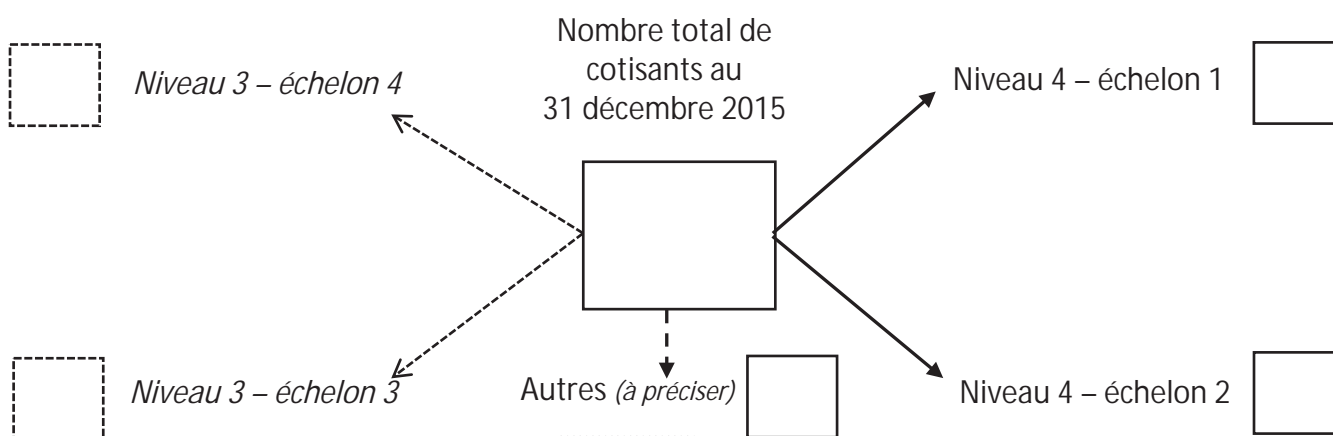 Nombre total de
cotisants au
31 décembre 2015
Niveau 3 – échelon 4
Niveau 4 – échelon 1
Niveau 3 – échelon 3
Autres (à préciser)
Niveau 4 – échelon 2